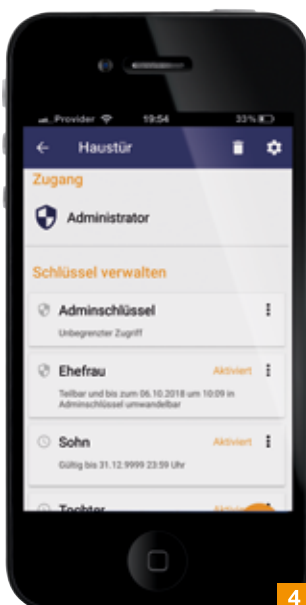 Provider 19:54 33%
Haustür
Zugang
Administrator
Schlüssel verwalten
Adminschlüssel
Unbegrenzter Zugriff
Ehefrau Aktiviert
Teilbar und bis zum 06.10.2018 um 10:09 in
Adminschlüssel umwandelbar
Sohn Aktiviert
Gültig bis 31.12.9999 23:59 Uhr
Tochter
4